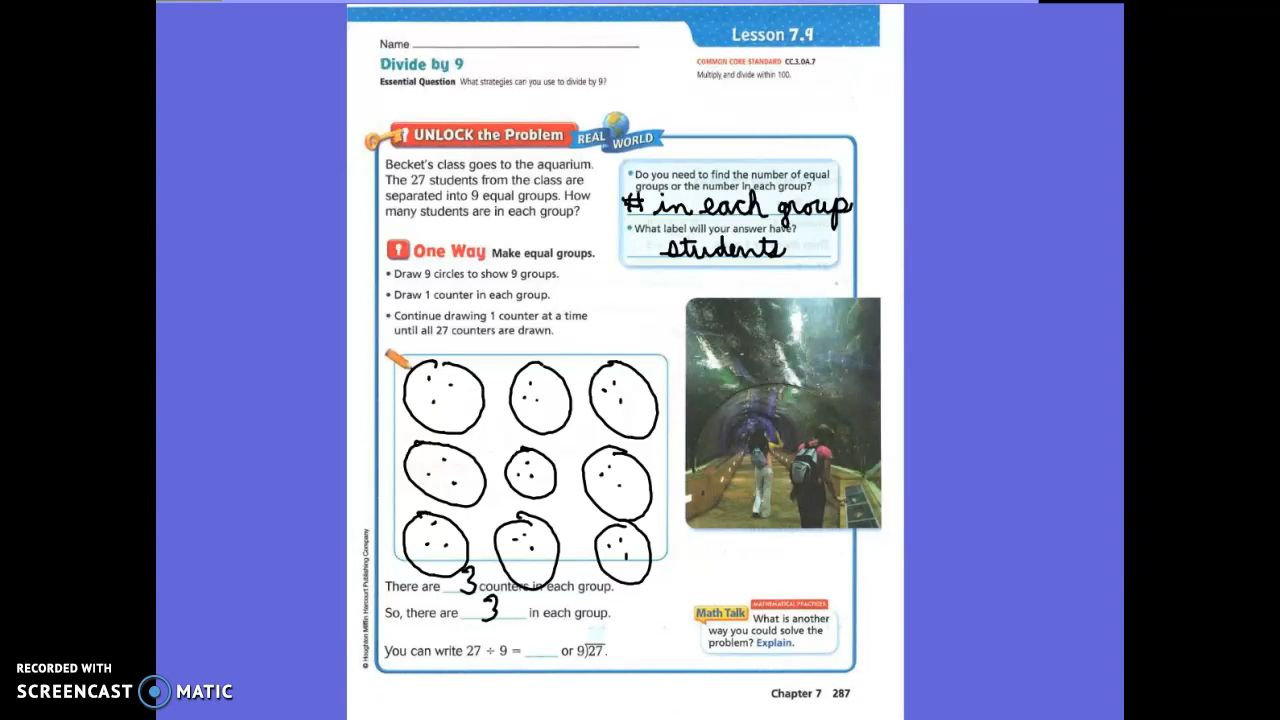 Lesson 7.9
Name
Divide by 9
Essential Question What strategies can you use to divide by 9?
COMMON CORE STANDARD CC.3.OA.7
Multiply and divide within 100.
UNLOCK the Problem REAL WORLD
Becket's class goes to the aquarium.
The 27 students from the class are
separated into 9 equal groups. How
many students are in each group?
• Do you need to find the number of equal
groups or the number in each group?
# in each group
• What label will your answer have?
students
One Way Make equal groups.
• Draw 9 circles to show 9 groups.
• Draw 1 counter in each group.
• Continue drawing 1 counter at a time
until all 27 counters are drawn.
There are 3 counters in each group.
So, there are 3 in each group.
You can write 27 ÷ 9 = ____ or 9)27.
Math Talk
MATHEMATICAL PRACTICES
What is another
way you could solve the
problem? Explain.
© Houghton Mifflin Harcourt Publishing Company
Chapter 7 287
RECORDED WITH
SCREENCAST MATIC